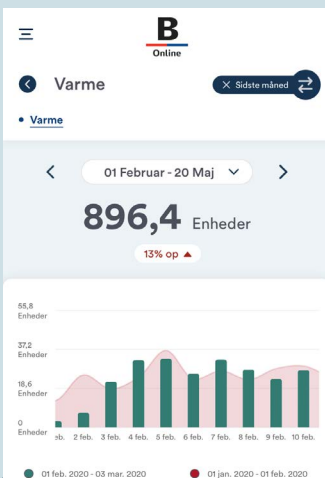 B
Online
Varme
× Sidste måned
• Varme
01 Februar - 20 Maj
896,4 Enheder
13% op ▲
55,8
Enheder
37,2
Enheder
18,6
Enheder
0
Enheder
eb. 2 feb. 3 feb. 4 feb. 5 feb. 6 feb. 7 feb. 8 feb. 9 feb. 10 feb.
01 feb. 2020 - 03 mar. 2020 01 jan. 2020 - 01 feb. 2020